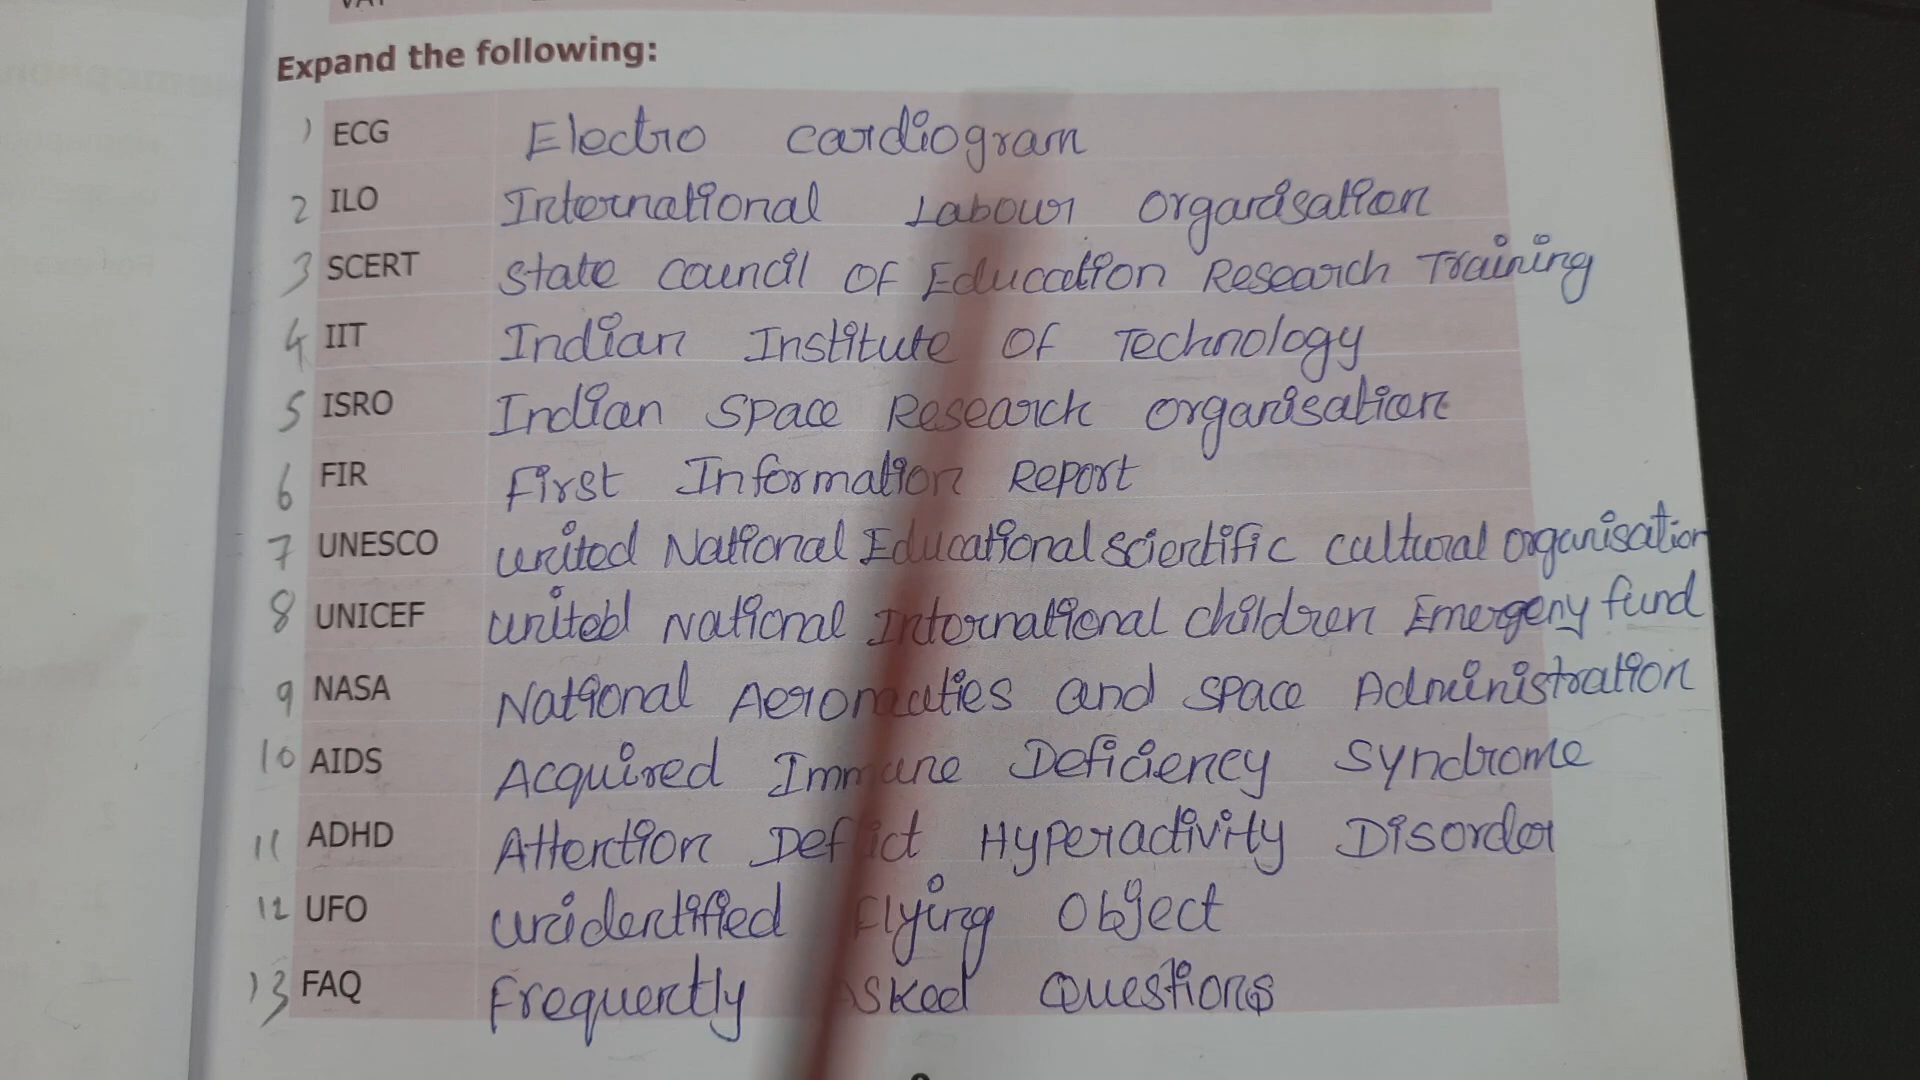 VAT
Expand the following:
1) ECG Electro cardiogram
2 ILO International Labour organisation
3 SCERT State council of Education Research Training
4 IIT Indian Institute of Technology
5 ISRO Indian Space Research organisation
6 FIR First Information Report
7 UNESCO united National Educational scientific cultural organisation
8 UNICEF united National International children Emergeny fund
9 NASA National Aeronauties and space Administration
10 AIDS Acquired Immune Deficiency Syndrome
11 ADHD Attention Deficit Hyperactivity Disorder
12 UFO unidentified Flying Object
13 FAQ Frequently Asked Questions